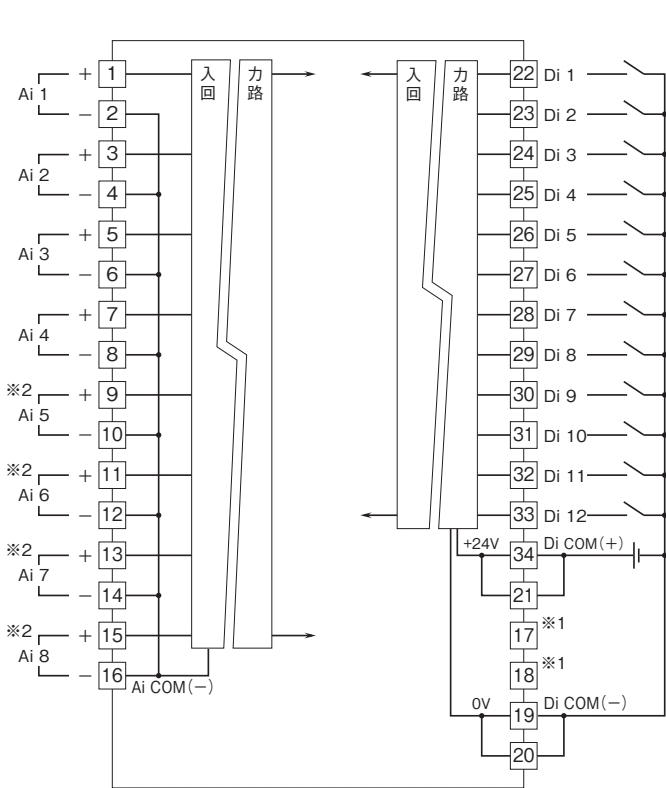 Ai 1
+ 1
− 2
Ai 2
+ 3
− 4
Ai 3
+ 5
− 6
Ai 4
+ 7
− 8
※2
Ai 5
+ 9
− 10
※2
Ai 6
+ 11
− 12
※2
Ai 7
+ 13
− 14
※2
Ai 8
+ 15
− 16
Ai COM(−)
入 力
回 路
入 力
回 路
22 Di 1
23 Di 2
24 Di 3
25 Di 4
26 Di 5
27 Di 6
28 Di 7
29 Di 8
30 Di 9
31 Di 10
32 Di 11
33 Di 12
+24V 34 Di COM(+)
21
17 ※1
18 ※1
0V 19 Di COM(−)
20